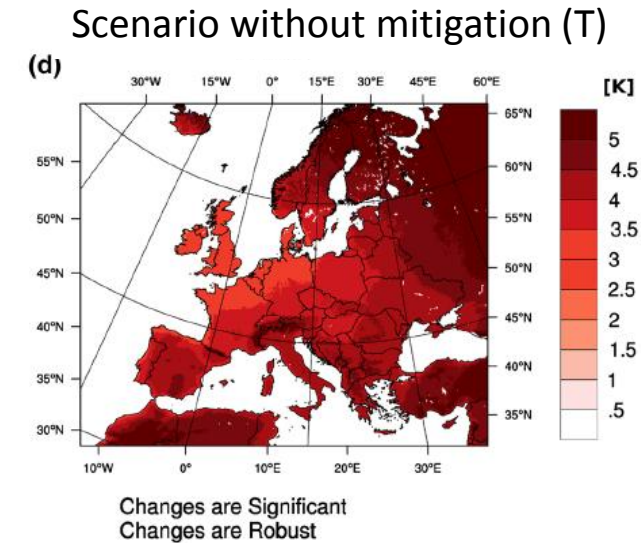 Scenario without mitigation (T)
(d)
30°W 15°W 0° 15°E 30°E 45°E 60°E
[K]
65°N
60°N
55°N
50°N
45°N
40°N
35°N
55°N
50°N
45°N
40°N
35°N
30°N
10°W 0° 10°E 20°E 30°E
5
4.5
4
3.5
3
2.5
2
1.5
1
.5
Changes are Significant
Changes are Robust